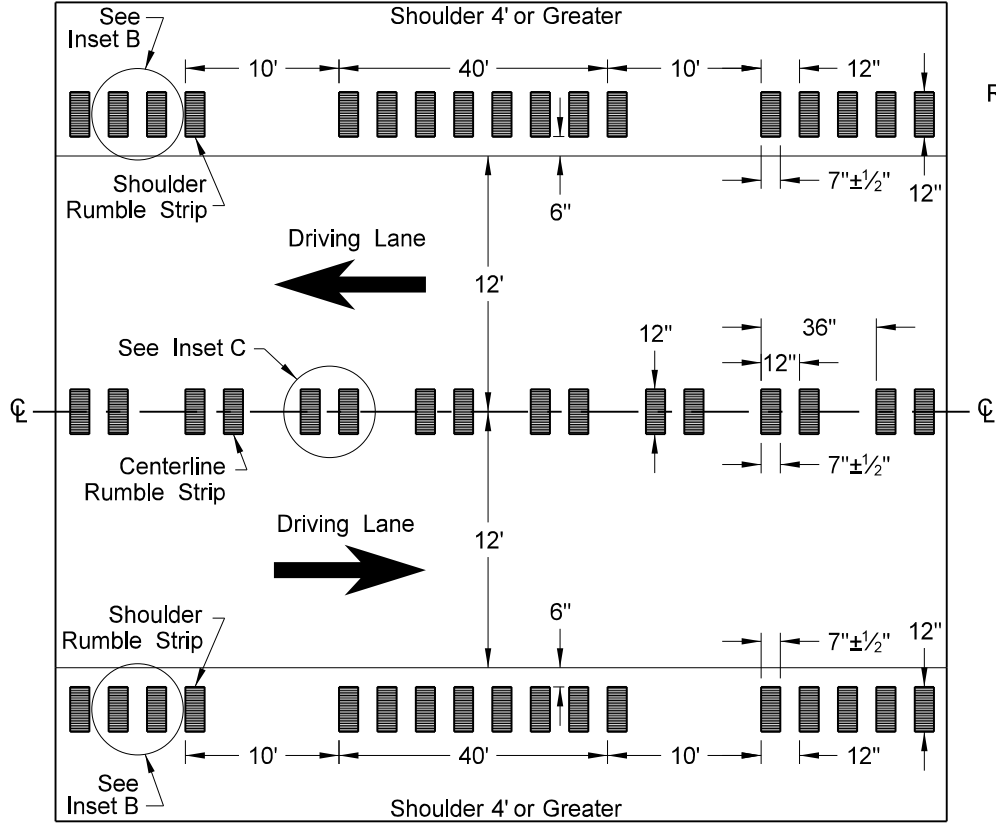 Shoulder 4' or Greater
See
Inset B
10'
40'
10'
12"
R
Shoulder
Rumble Strip
6"
7"±½"
12"
Driving Lane
12'
See Inset C
12"
36"
12"
℄
℄
Centerline
Rumble Strip
7"±½"
Driving Lane
12'
Shoulder
Rumble Strip
6"
7"±½"
12"
10'
40'
10'
12"
See
Inset B
Shoulder 4' or Greater